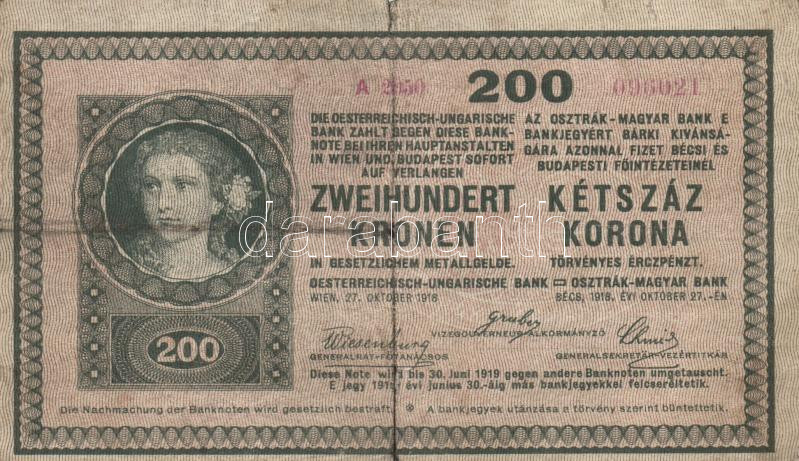 A 2050 200 096021
DIE OESTERREICHISCH-UNGARISCHE
BANK ZAHLT GEGEN DIESE BANK-
NOTE BEI IHREN HAUPTANSTALTEN
IN WIEN UND BUDAPEST SOFORT
AUF VERLANGEN
ZWEIHUNDERT
KRONEN
IN GESETZLICHEM METALLGELDE.
OESTERREICHISCH-UNGARISCHE BANK
WIEN, 27. OKTOBER 1918
AZ OSZTRÁK-MAGYAR BANK E
BANKJEGYÉRT BÁRKI KIVÁNSÁ-
GÁRA AZONNAL FIZET BÉCSI ÉS
BUDAPESTI FŐINTÉZETEINÉL
KÉTSZÁZ
KORONA
TÖRVÉNYES ÉRCZPÉNZT.
OSZTRÁK-MAGYAR BANK
BÉCS, 1918. ÉVI OKTOBER 27.-ÉN
darabanth
200
Wiesenburg
GENERALRAT-FŐTANÁCSOS
Gruber
VIZEGOUVERNEUR-ALKORMÁNYZÓ
GENERALSEKRETÄR-VEZÉRTITKÁR
Diese Note wird bis 30. Juni 1919 gegen andere Banknoten umgetauscht.
E jegy 1919 évi junius 30.-áig más bankjegyekkel felcseréltetik.
Die Nachmachung der Banknoten wird gesetzlich bestraft. A bankjegyek utánzása a törvény szerint büntettetik.